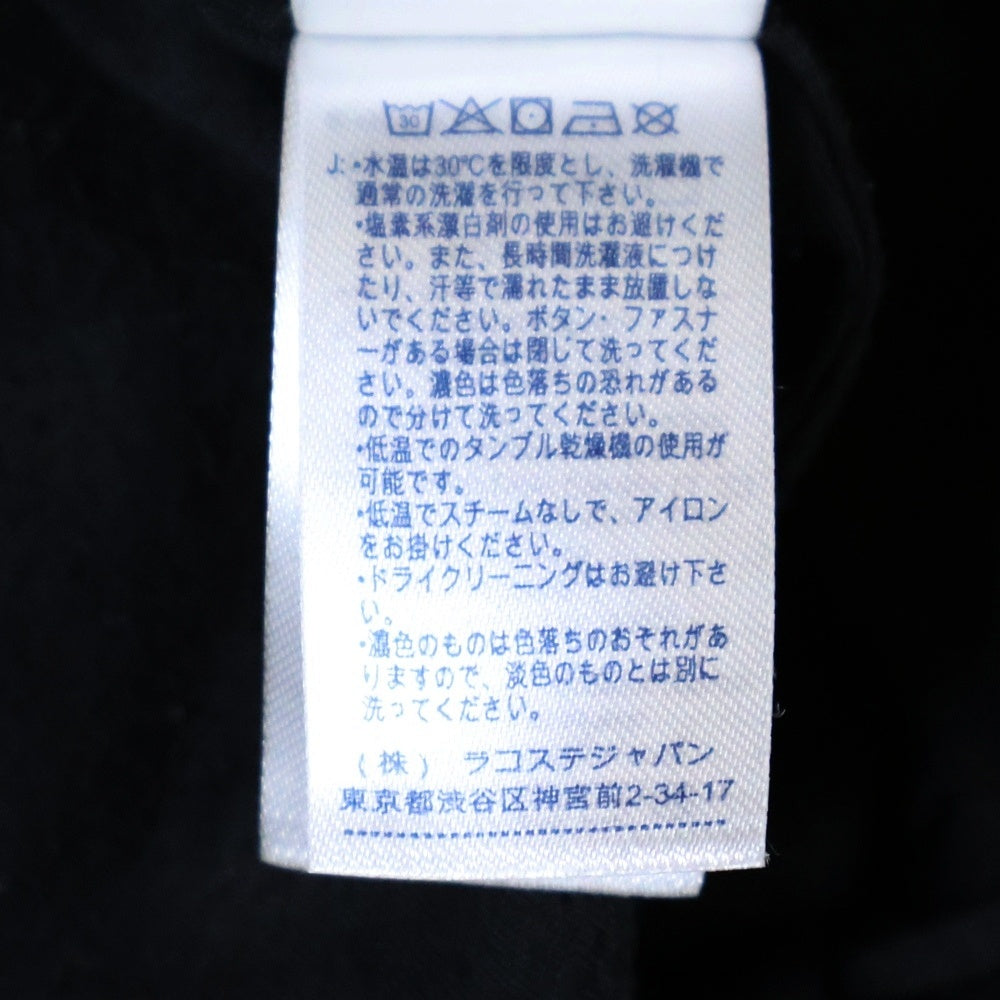 30
J:・水温は30℃を限度とし、洗濯機で
通常の洗濯を行って下さい。
・塩素系漂白剤の使用はお避けくだ
さい。また、長時間洗濯液につけ
たり、汗等で濡れたまま放置しな
いでください。ボタン・ファスナ
ーがある場合は閉じて洗ってくだ
さい。濃色は色落ちの恐れがある
ので分けて洗ってください。
・低温でのタンブル乾燥機の使用が
可能です。
・低温でスチームなしで、アイロン
をお掛けください。
・ドライクリーニングはお避け下さ
い。
・濃色のものは色落ちのおそれがあ
りますので、淡色のものとは別に
洗ってください。
(株) ラコステジャパン
東京都渋谷区神宮前2-34-17